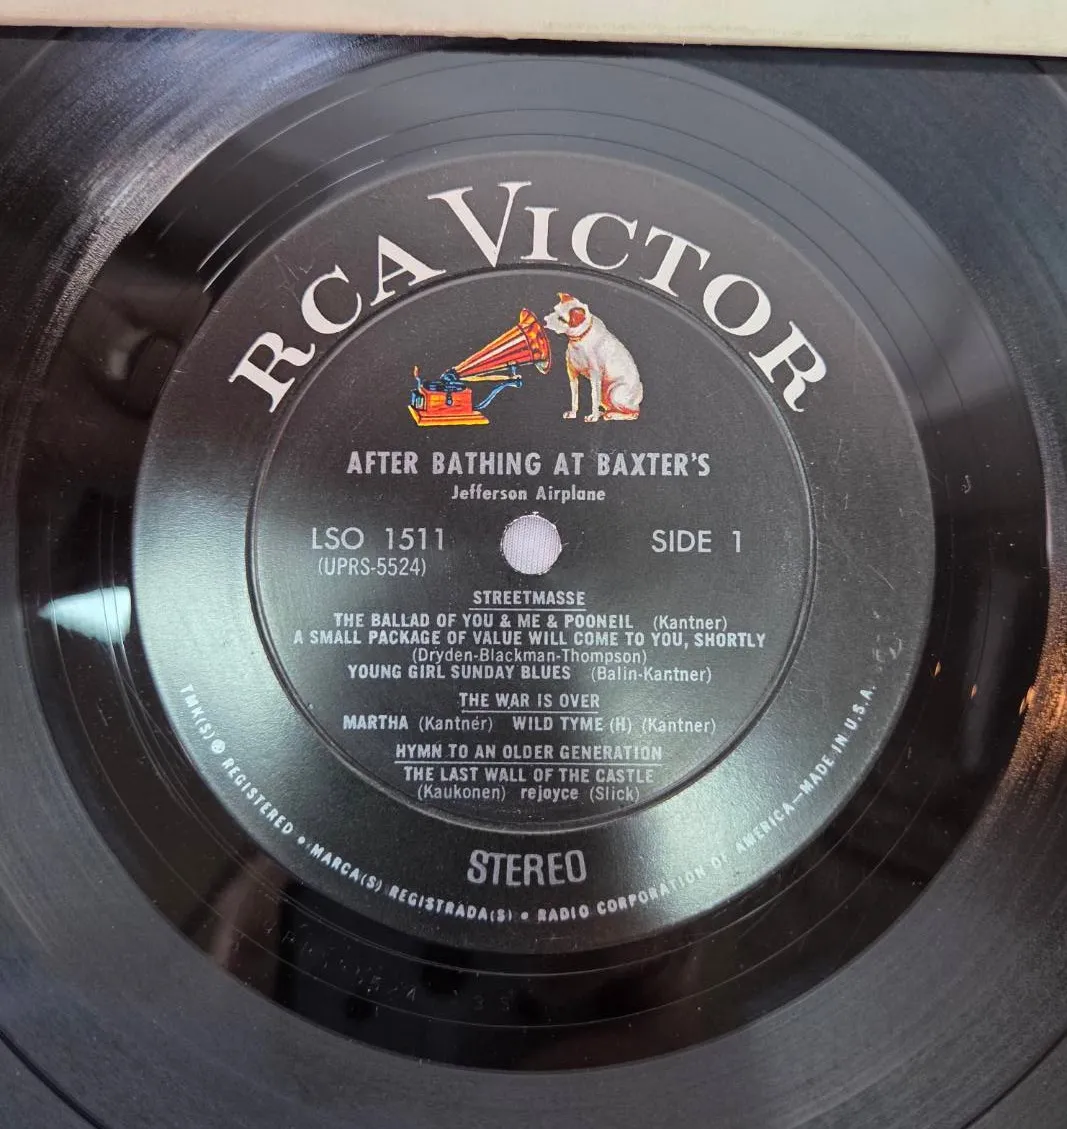 RCA VICTOR
AFTER BATHING AT BAXTER'S
Jefferson Airplane
LSO 1511
SIDE 1
(UPRS-5524)
STREETMASSE
THE BALLAD OF YOU & ME & POONEIL (Kantner)
A SMALL PACKAGE OF VALUE WILL COME TO YOU, SHORTLY
(Dryden-Blackman-Thompson)
YOUNG GIRL SUNDAY BLUES (Balin-Kantner)
THE WAR IS OVER
MARTHA (Kantner) WILD TYME (H) (Kantner)
HYMN TO AN OLDER GENERATION
THE LAST WALL OF THE CASTLE
(Kaukonen) rejoyce (Slick)
STEREO
TMK(S) ® REGISTERED • MARCA(S) REGISTRADA(S) • RADIO CORPORATION OF AMERICA—MADE IN U.S.A.